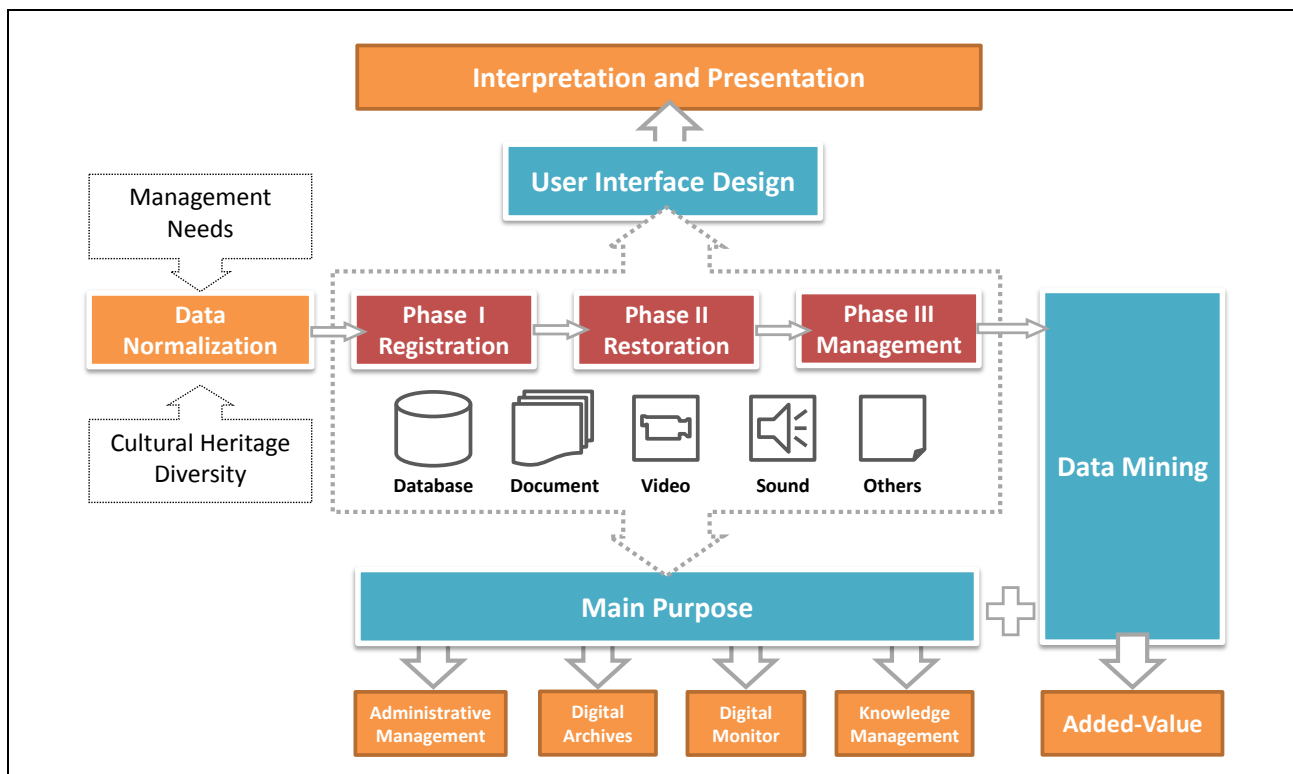 Interpretation and Presentation
User Interface Design
Management
Needs
Data
Normalization
Cultural Heritage
Diversity
Phase I
Registration
Phase II
Restoration
Phase III
Management
Database
Document
Video
Sound
Others
Data Mining
Main Purpose
Administrative
Management
Digital
Archives
Digital
Monitor
Knowledge
Management
Added-Value